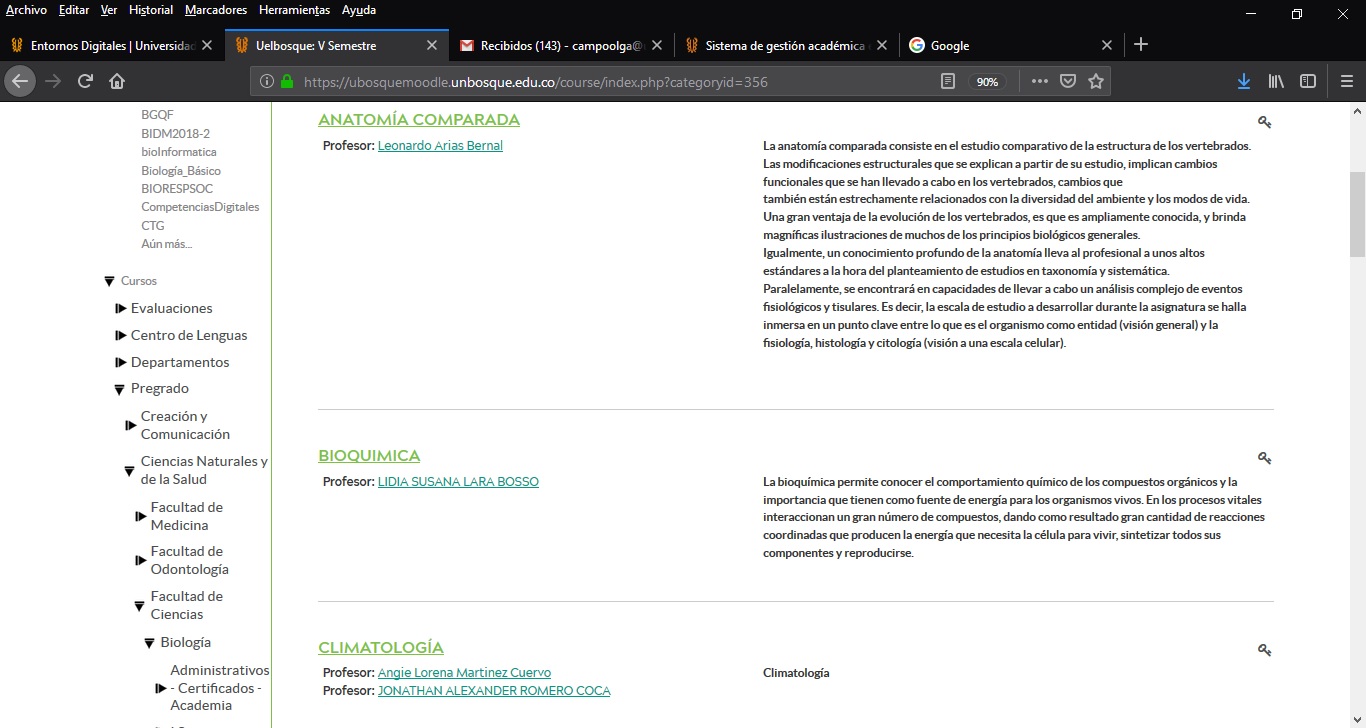 Archivo Editar Ver Historial Marcadores Herramientas Ayuda
Entornos Digitales | Universidad
Uelbosque: V Semestre
Recibidos (143) - campoolga@
Sistema de gestión académica
Google
https://ubosquemoodle.unbosque.edu.co/course/index.php?categoryid=356
90%
BGQF
BIDM2018-2
bioInformatica
Biología_Básico
BIORESPSOC
CompetenciasDigitales
CTG
Aún más...
Cursos
Evaluaciones
Centro de Lenguas
Departamentos
Pregrado
Creación y
Comunicación
Ciencias Naturales y
de la Salud
Facultad de
Medicina
Facultad de
Odontología
Facultad de
Ciencias
Biología
Administrativos
- Certificados -
Academia
ANATOMÍA COMPARADA
Profesor: Leonardo Arias Bernal
La anatomía comparada consiste en el estudio comparativo de la estructura de los vertebrados.
Las modificaciones estructurales que se explican a partir de su estudio, implican cambios
funcionales que se han llevado a cabo en los vertebrados, cambios que
también están estrechamente relacionados con la diversidad del ambiente y los modos de vida.
Una gran ventaja de la evolución de los vertebrados, es que es ampliamente conocida, y brinda
magníficas ilustraciones de muchos de los principios biológicos generales.
Igualmente, un conocimiento profundo de la anatomía lleva al profesional a unos altos
estándares a la hora del planteamiento de estudios en taxonomía y sistemática.
Paralelamente, se encontrará en capacidades de llevar a cabo un análisis complejo de eventos
fisiológicos y tisulares. Es decir, la escala de estudio a desarrollar durante la asignatura se halla
inmersa en un punto clave entre lo que es el organismo como entidad (visión general) y la
fisiología, histología y citología (visión a una escala celular).
BIOQUIMICA
Profesor: LIDIA SUSANA LARA BOSSO
La bioquímica permite conocer el comportamiento químico de los compuestos orgánicos y la
importancia que tienen como fuente de energía para los organismos vivos. En los procesos vitales
interaccionan un gran número de compuestos, dando como resultado gran cantidad de reacciones
coordinadas que producen la energía que necesita la célula para vivir, sintetizar todos sus
componentes y reproducirse.
CLIMATOLOGÍA
Profesor: Angie Lorena Martinez Cuervo
Profesor: JONATHAN ALEXANDER ROMERO COCA
Climatología